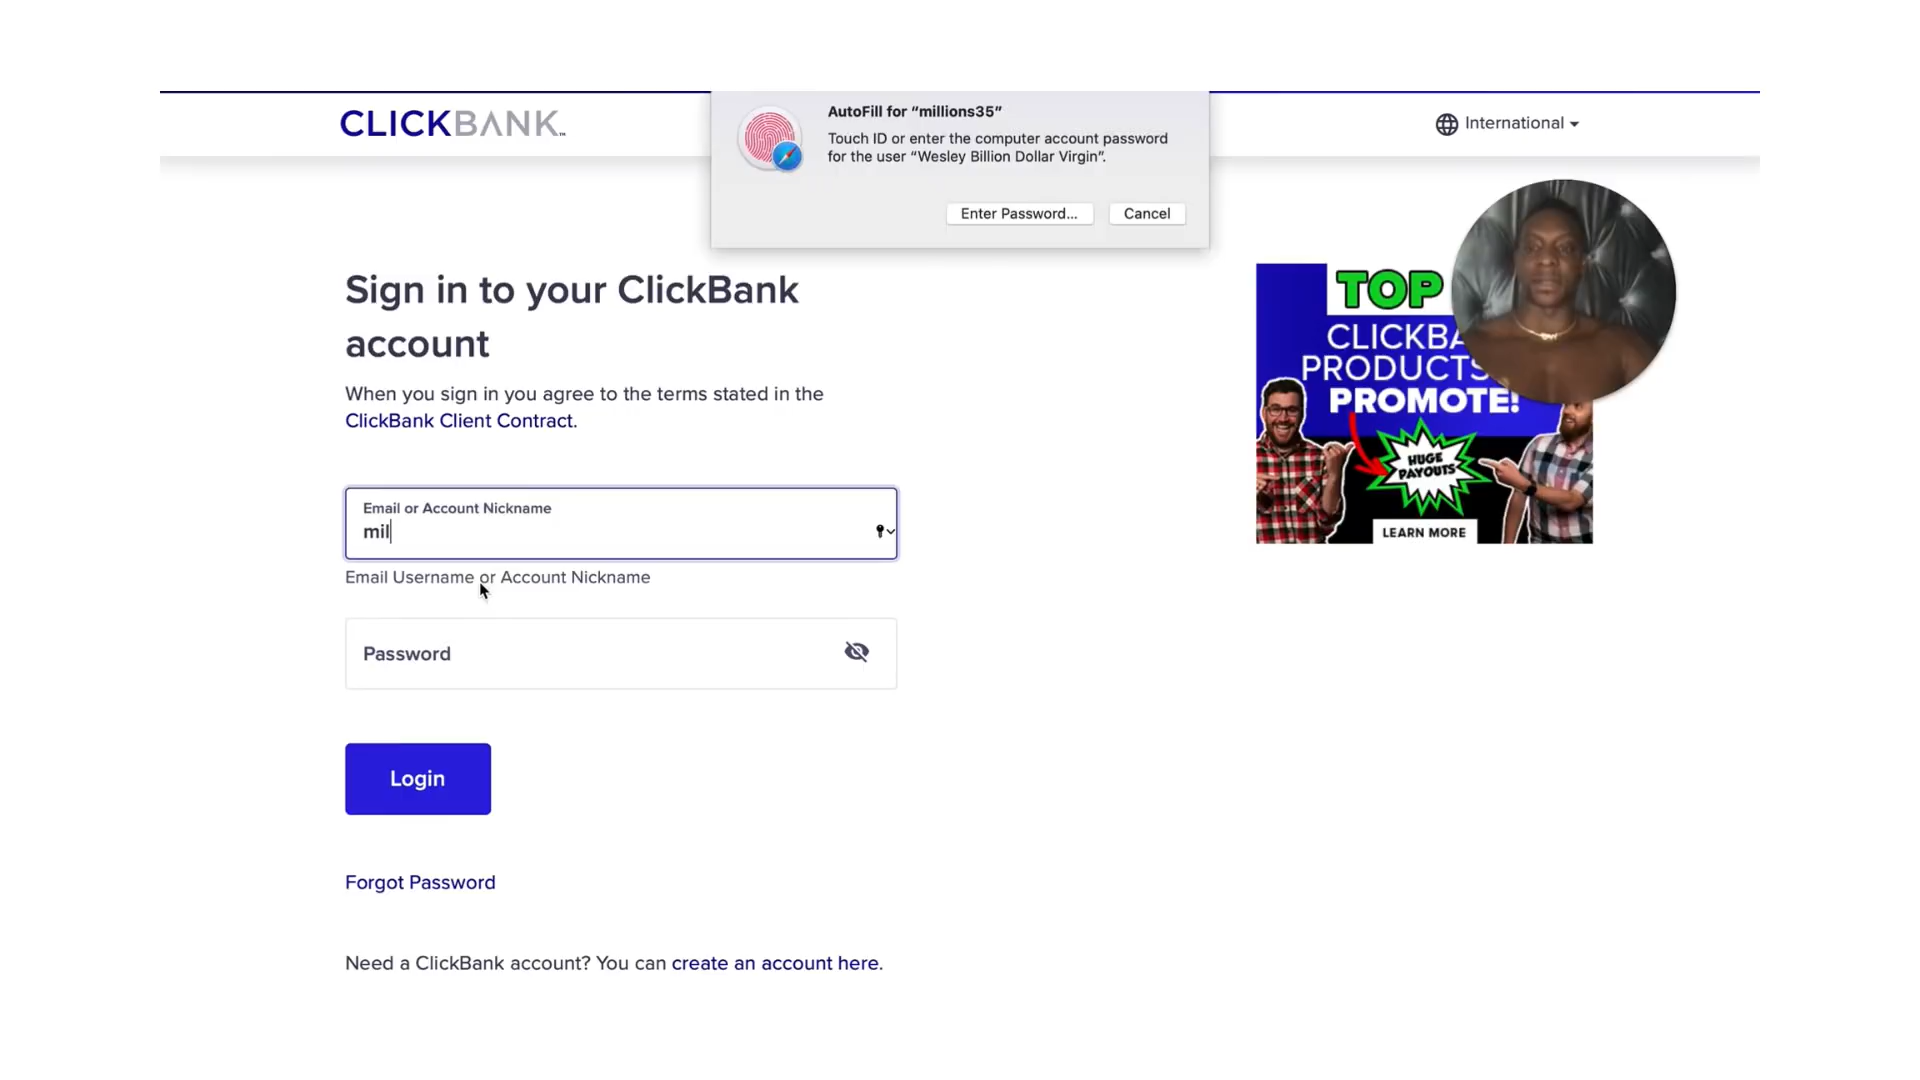 CLICKBANK™
AutoFill for “millions35”
Touch ID or enter the computer account password
for the user “Wesley Billion Dollar Virgin”.
Enter Password...
Cancel
International
Sign in to your ClickBank
account
When you sign in you agree to the terms stated in the
ClickBank Client Contract.
Email or Account Nickname
mil
Email Username or Account Nickname
Password
Login
Forgot Password
Need a ClickBank account? You can create an account here.
TOP
CLICKBA
PRODUCTS
PROMOTE!
HUGE
PAYOUTS
LEARN MORE